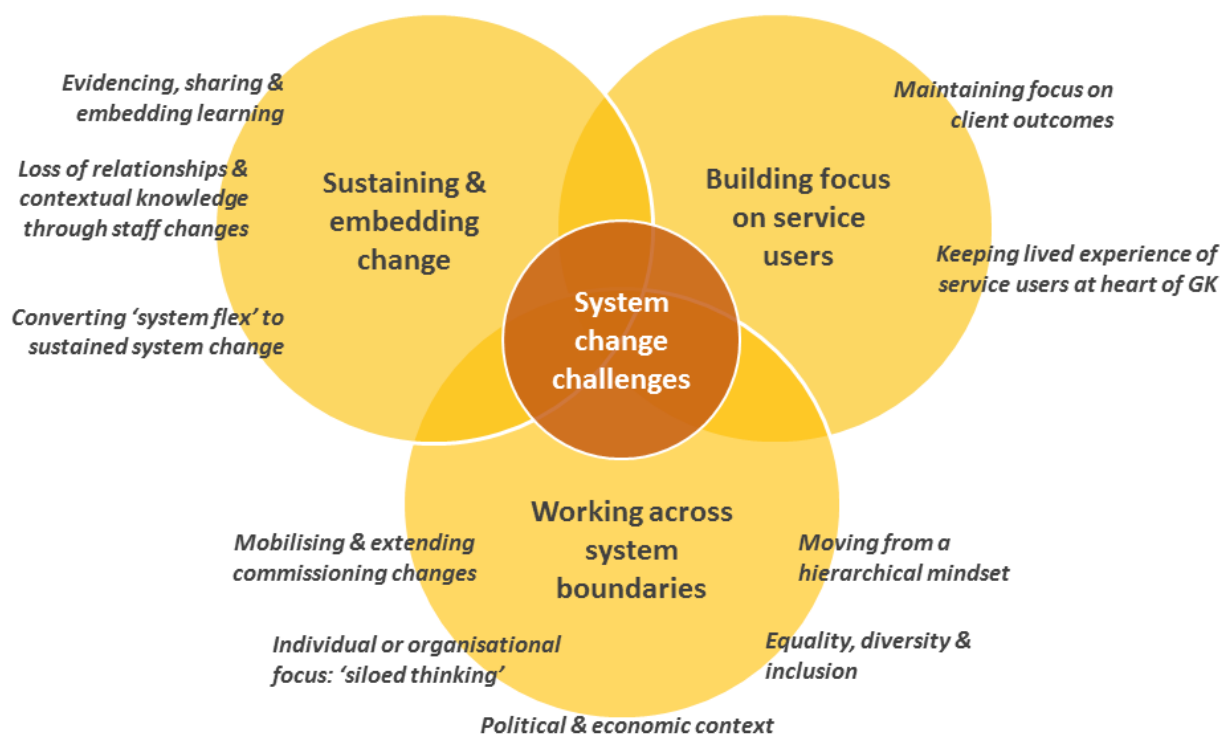 Evidencing, sharing &
embedding learning
Loss of relationships &
contextual knowledge
through staff changes
Converting ‘system flex’ to
sustained system change
Sustaining &
embedding
change
Building focus
on service
users
Maintaining focus on
client outcomes
Keeping lived experience of
service users at heart of GK
System
change
challenges
Working across
system
boundaries
Mobilising & extending
commissioning changes
Individual or organisational
focus: ‘siloed thinking’
Moving from a
hierarchical mindset
Equality, diversity &
inclusion
Political & economic context